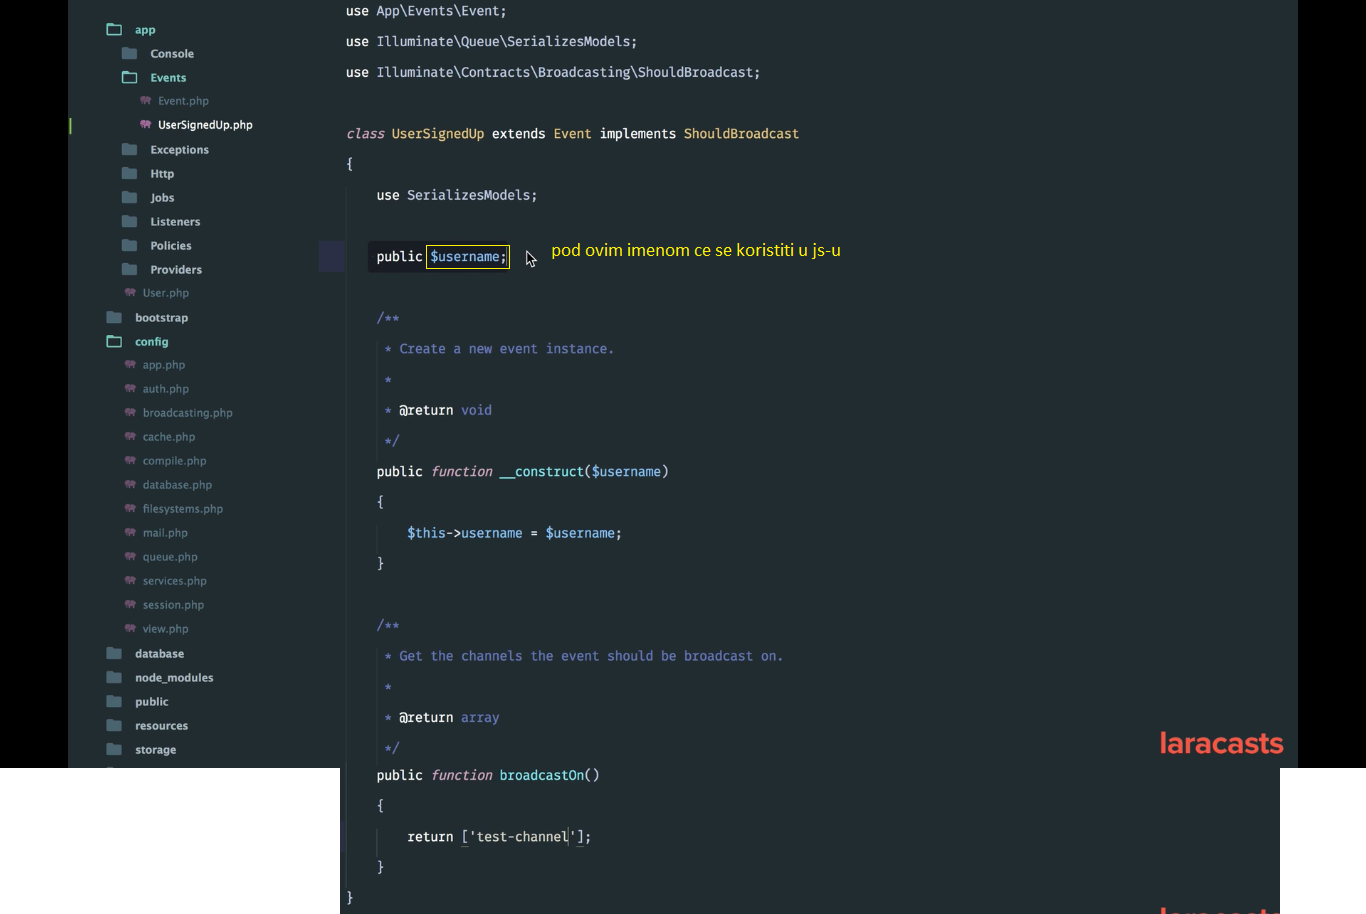 app
Console
Events
Event.php
UserSignedUp.php
Exceptions
Http
Jobs
Listeners
Policies
Providers
User.php
bootstrap
config
app.php
auth.php
broadcasting.php
cache.php
compile.php
database.php
filesystems.php
mail.php
queue.php
services.php
session.php
view.php
database
node_modules
public
resources
storage
use App\Events\Event;
use Illuminate\Queue\SerializesModels;
use Illuminate\Contracts\Broadcasting\ShouldBroadcast;
class UserSignedUp extends Event implements ShouldBroadcast
{
use SerializesModels;
public $username;
pod ovim imenom ce se koristiti u js-u
/**
* Create a new event instance.
*
* @return void
*/
public function __construct($username)
{
$this->username = $username;
}
/**
* Get the channels the event should be broadcast on.
*
* @return array
*/
public function broadcastOn()
{
return ['test-channel'];
}
}
laracasts
laracasts